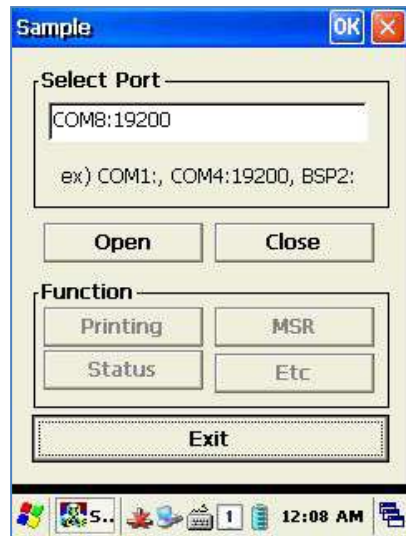 Sample OK
Select Port
COM8:19200
ex) COM1:, COM4:19200, BSP2:
Open Close
Function
Printing MSR
Status Etc
Exit
S.. 1 12:08 AM